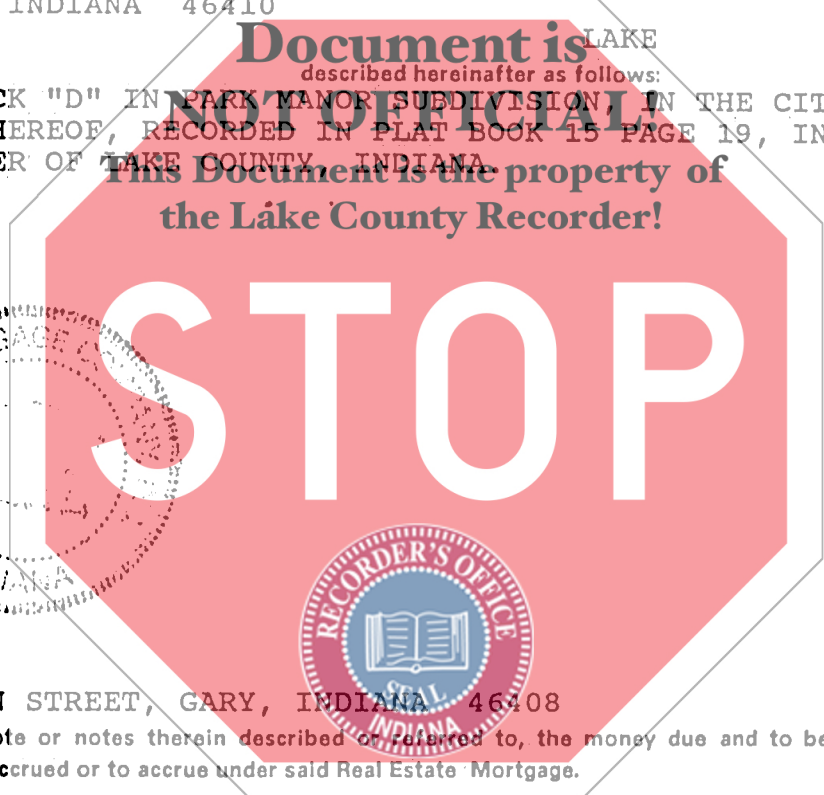 INDIANA 46410
Document is
LAKE
described hereinafter as follows:
CK "D" IN PARK MANOR SUBDIVISION, IN THE CIT
NOT OFFICIAL!
HEREOF, RECORDED IN PLAT BOOK 15 PAGE 19, IN
ER OF LAKE COUNTY, INDIANA.
This Document is the property of
the Lake County Recorder!
STOP
RECORDER'S OFFICE
SEAL
INDIANA
STREET, GARY, INDIANA 46408
ote or notes therein described or referred to, the money due and to be
ccrued or to accrue under said Real Estate Mortgage.